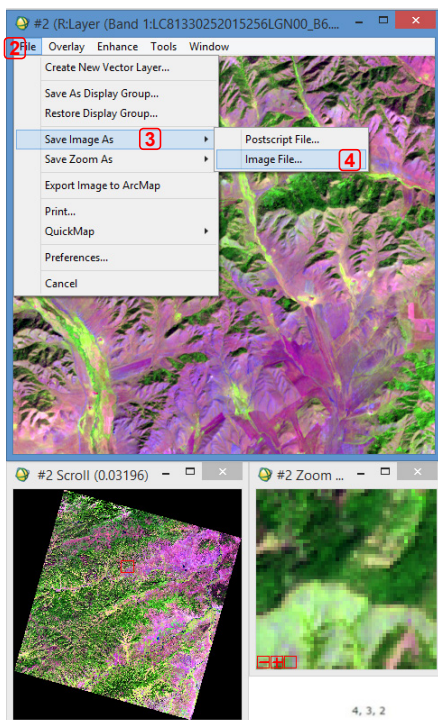 #2 (R:Layer (Band 1:LC81330252015256LGN00_B6....
2 File Overlay Enhance Tools Window
Create New Vector Layer...
Save As Display Group...
Restore Display Group...
Save Image As 3
Postscript File...
Save Zoom As
Image File... 4
Export Image to ArcMap
Print...
QuickMap
Preferences...
Cancel
#2 Scroll (0.03196)
#2 Zoom ...
4, 3, 2